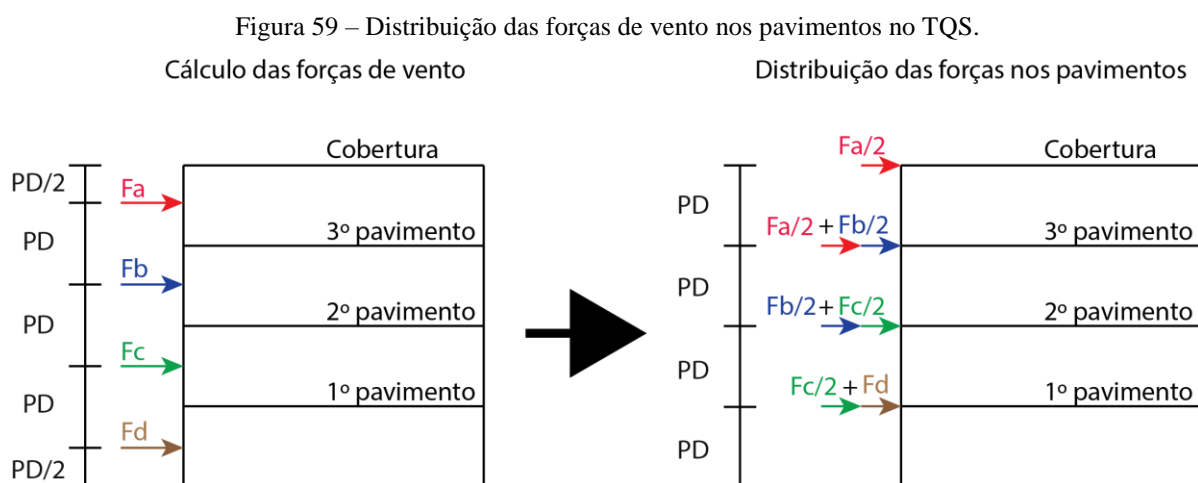 Figura 59 – Distribuição das forças de vento nos pavimentos no TQS.
Cálculo das forças de vento
PD/2
PD
PD
PD
PD/2
Fa
Fb
Fc
Fd
Cobertura
3º pavimento
2º pavimento
1º pavimento
Distribuição das forças nos pavimentos
PD
PD
PD
PD
Fa/2
Fa/2 + Fb/2
Fb/2 + Fc/2
Fc/2 + Fd
Cobertura
3º pavimento
2º pavimento
1º pavimento